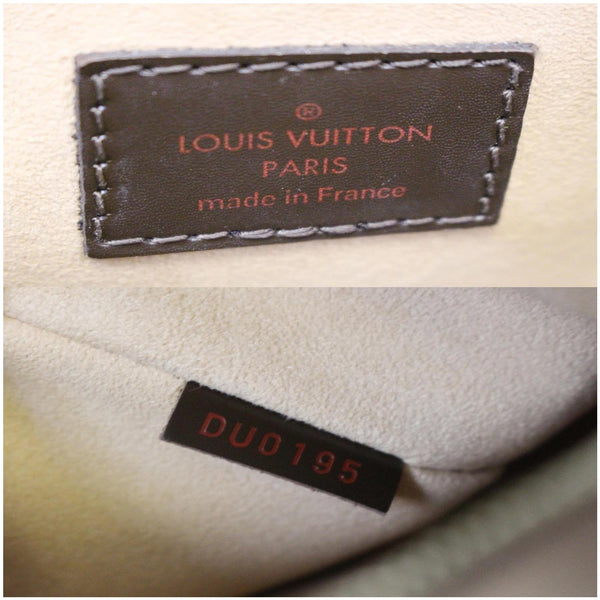 ®
LOUIS VUITTON
PARIS
made in France
DU0195